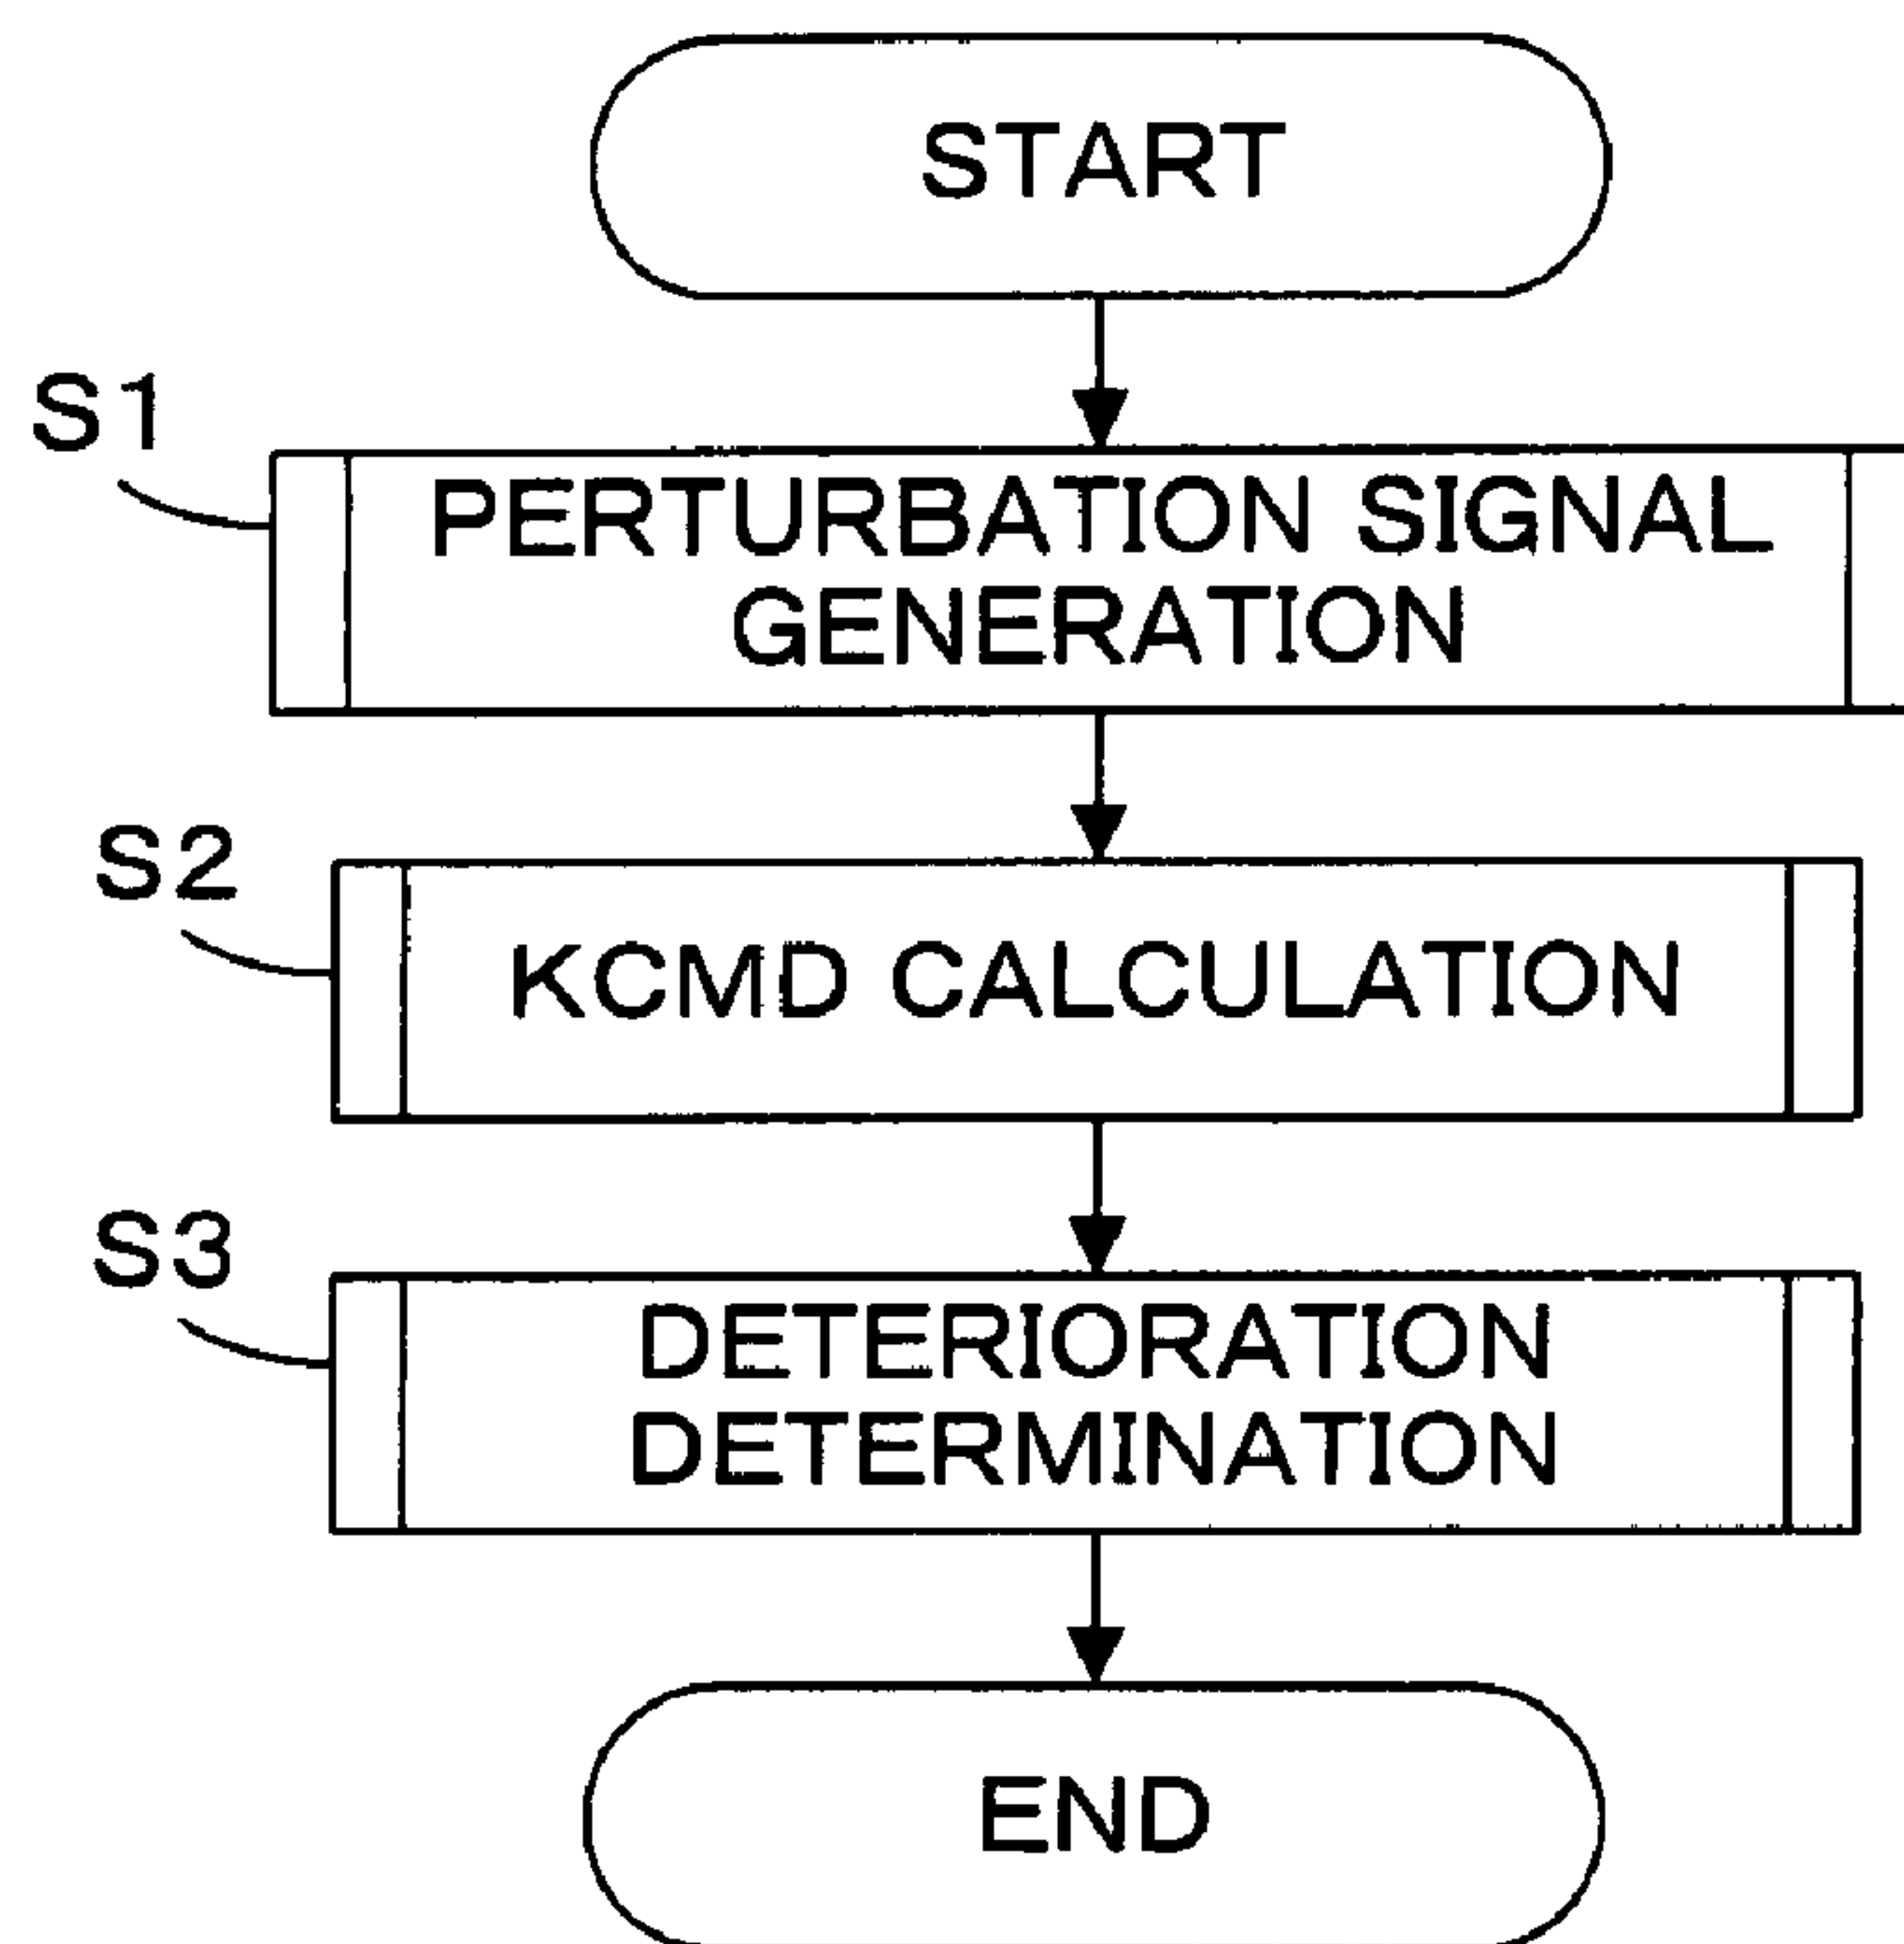 START
S1
PERTURBATION SIGNAL
GENERATION
S2
KCMD CALCULATION
S3
DETERIORATION
DETERMINATION
END